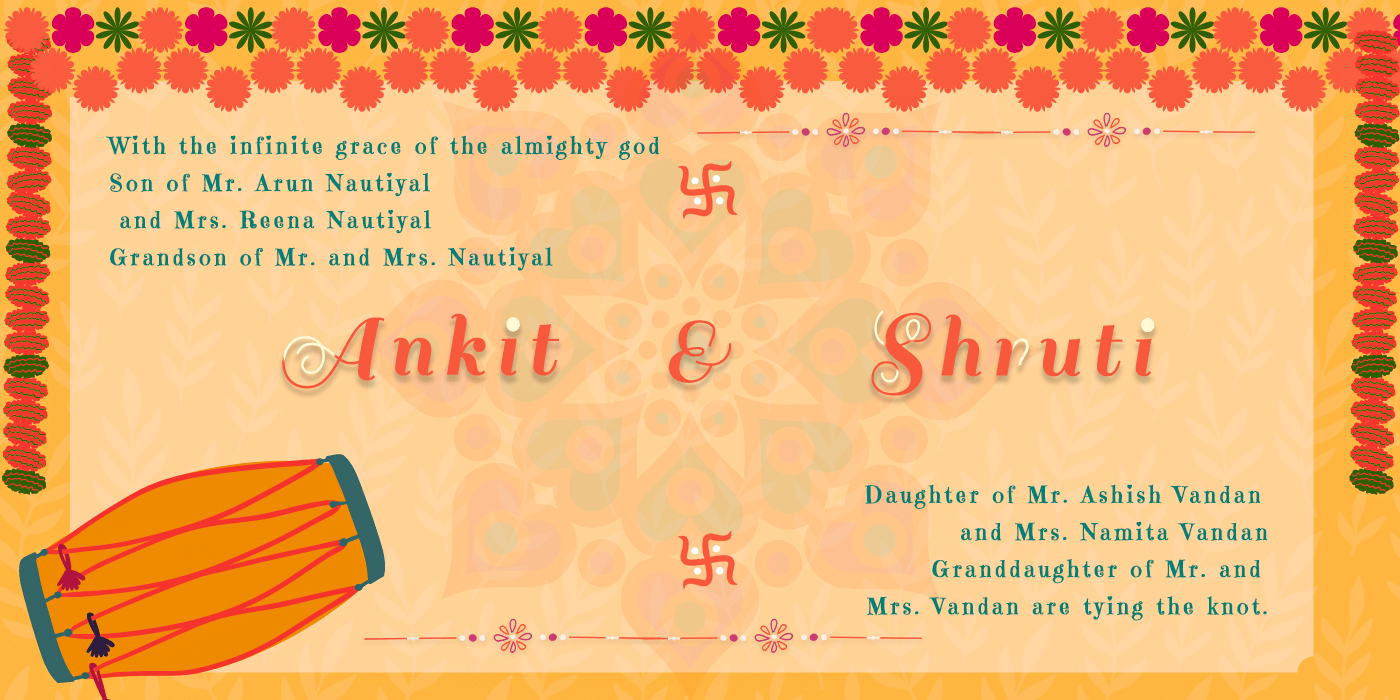 With the infinite grace of the almighty god
Son of Mr. Arun Nautiyal
and Mrs. Reena Nautiyal
Grandson of Mr. and Mrs. Nautiyal
Ankit & Shruti
Daughter of Mr. Ashish Vandan
and Mrs. Namita Vandan
Granddaughter of Mr. and
Mrs. Vandan are tying the knot.